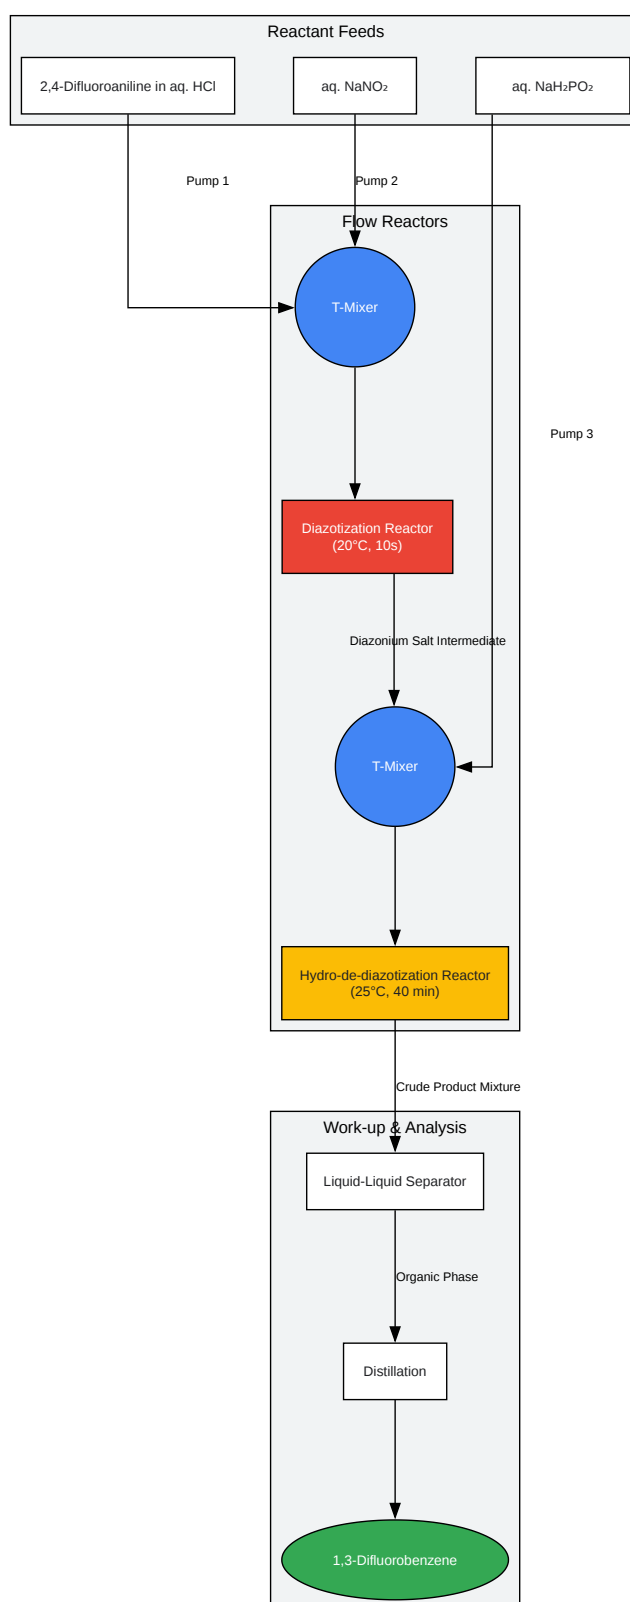 Reactant Feeds
2,4-Difluoroaniline in aq. HCl
aq. NaNO₂
aq. NaH₂PO₂
Pump 1
Pump 2
Flow Reactors
T-Mixer
Pump 3
Diazotization Reactor
(20°C, 10s)
Diazonium Salt Intermediate
T-Mixer
Hydro-de-diazotization Reactor
(25°C, 40 min)
Crude Product Mixture
Work-up & Analysis
Liquid-Liquid Separator
Organic Phase
Distillation
1,3-Difluorobenzene